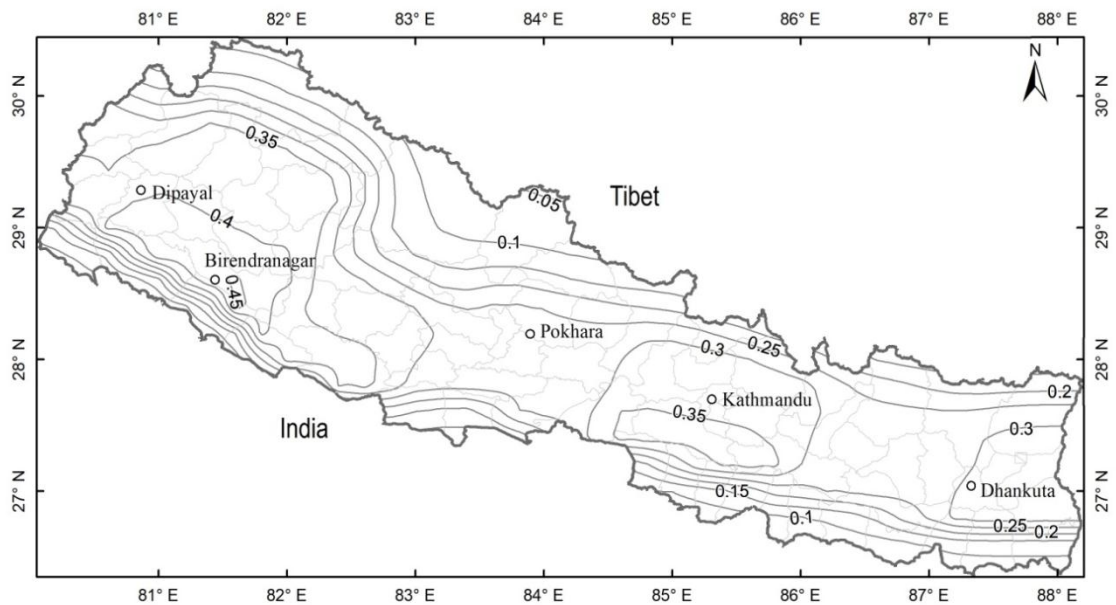 81° E 82° E 83° E 84° E 85° E 86° E 87° E 88° E
N
30° N 30° N
0.35
Dipayal
0.05
Tibet
0.4
29° N 0.1 29° N
Birendranagar
0.45
Pokhara
0.25
0.3
28° N 28° N
0.2
Kathmandu
0.35
India
0.3
27° N 27° N
0.15
Dhankuta
0.1
0.25
0.2
81° E 82° E 83° E 84° E 85° E 86° E 87° E 88° E